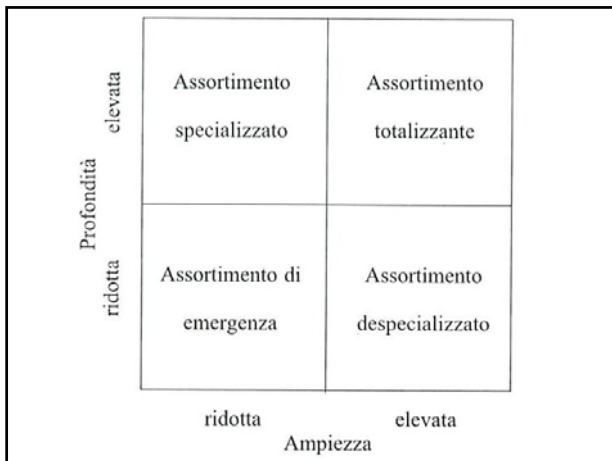 Profondità
elevata
ridotta
Assortimento
specializzato
Assortimento
totalizzante
Assortimento di
emergenza
Assortimento
despecializzato
ridotta
elevata
Ampiezza